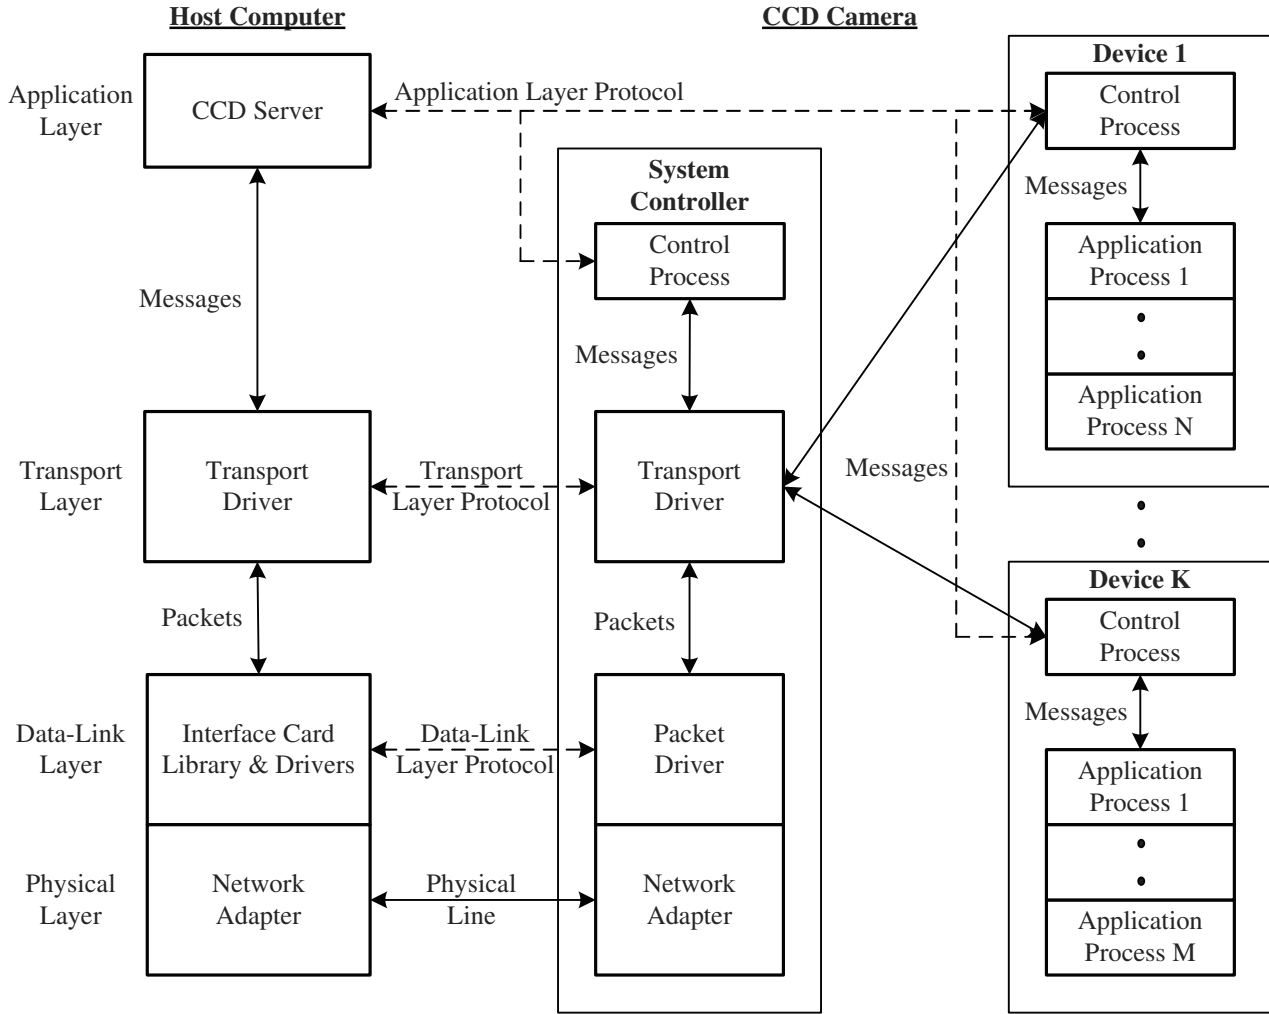 Host Computer
CCD Camera
Application
Layer
CCD Server
Application Layer Protocol
Messages
Transport
Layer
Transport
Driver
Transport
Layer Protocol
Packets
Data-Link
Layer
Interface Card
Library & Drivers
Data-Link
Layer Protocol
Physical
Layer
Network
Adapter
Physical
Line
System
Controller
Control
Process
Messages
Transport
Driver
Packets
Packet
Driver
Network
Adapter
Messages
Device 1
Control
Process
Messages
Application
Process 1
Application
Process N
Device K
Control
Process
Messages
Application
Process 1
Application
Process M